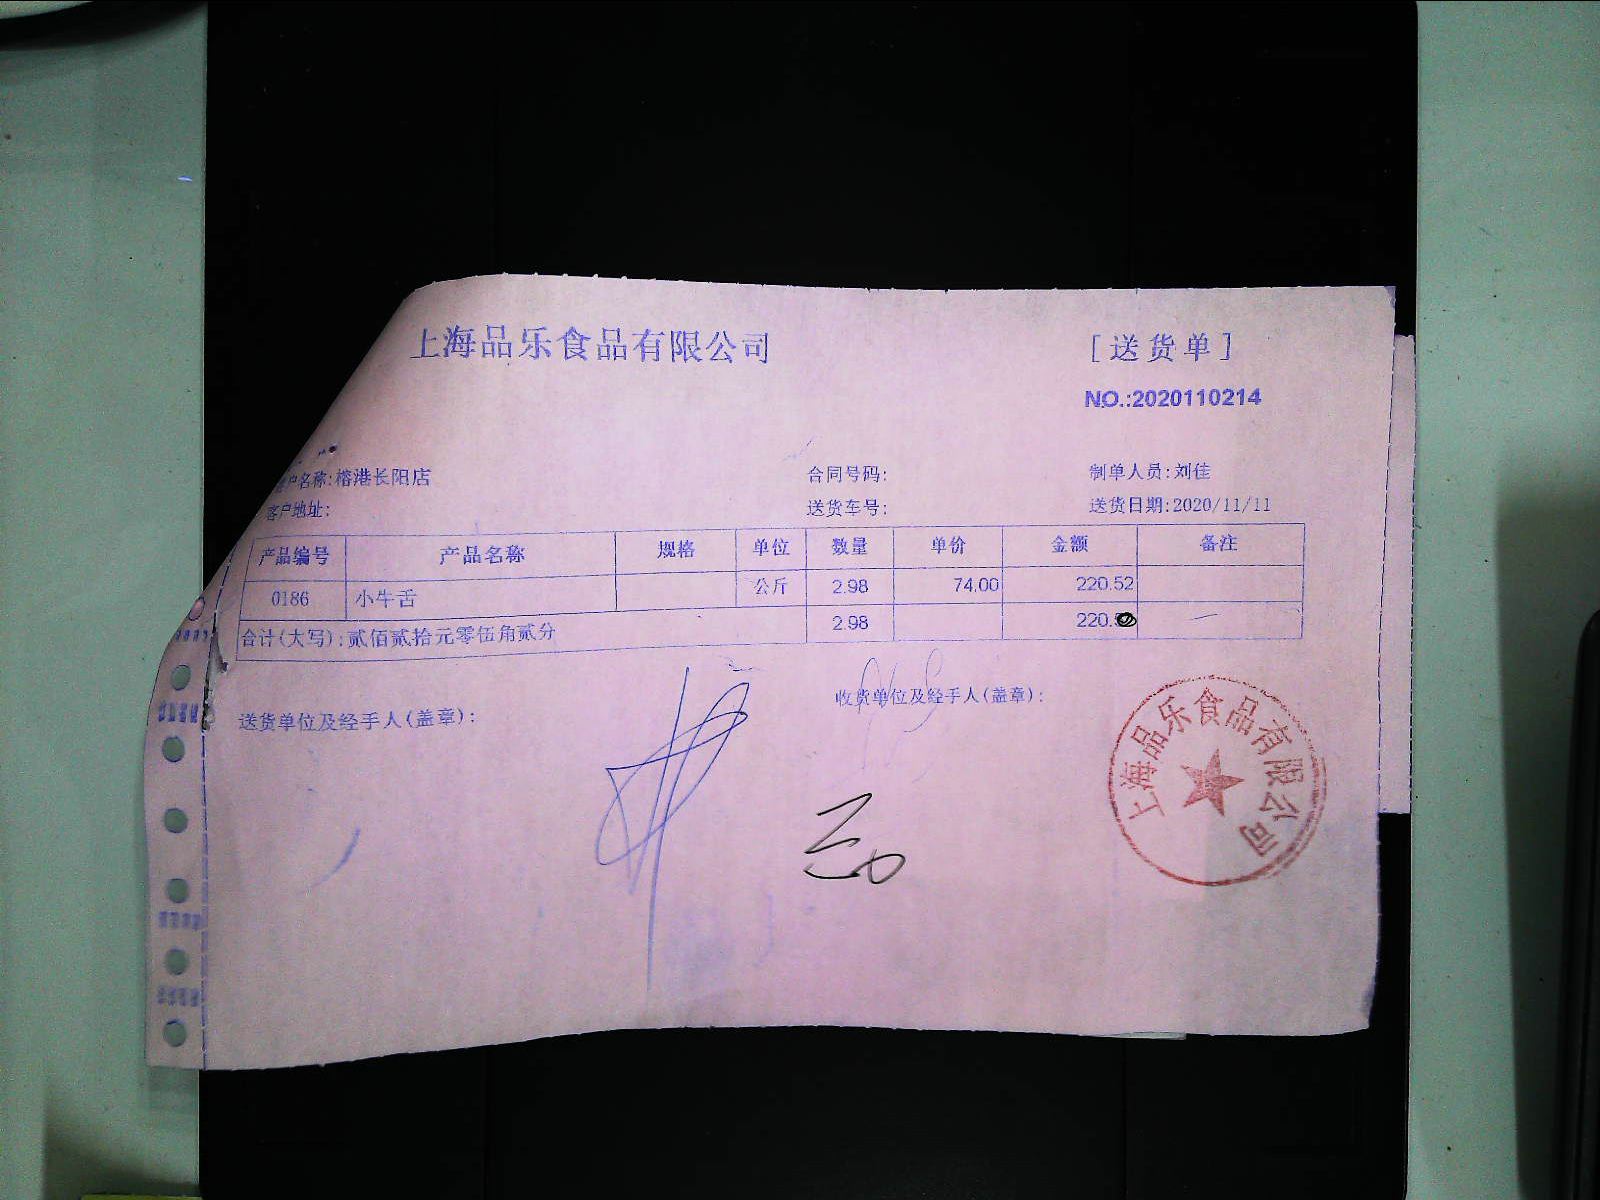 上海品乐食品有限公司 [送货单]
NO.:2020110214
客户名称:榕港长阳店 合同号码: 制单人员:刘佳
客户地址: 送货车号: 送货日期:2020/11/11
产品编号 产品名称 规格 单位 数量 单价 金额 备注
0186 小牛舌 公斤 2.98 74.00 220.52
合计(大写):贰佰贰拾元零伍角贰分 2.98 220.
送货单位及经手人(盖章): 收货单位及经手人(盖章):
上海品乐食品有限公司